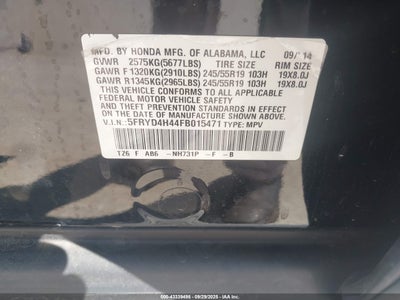 MFD. BY HONDA MFG. OF ALABAMA, LLC 09/14
GVWR 2575KG(5677LBS) TIRE SIZE RIM SIZE
GAWR F 1320KG(2910LBS) 245/55R19 103H 19X8.0J
GAWR R 1345KG(2965LBS) 245/55R19 103H 19X8.0J
THIS VEHICLE CONFORMS TO ALL APPLICABLE
FEDERAL MOTOR VEHICLE SAFETY
AND THEFT PREVENTION STANDARDS IN EFFECT
ON THE DATE OF MANUFACTURE SHOWN ABOVE.
V.I.N.:5FRYD4H44FB015471 TYPE: MPV
TZ6 F AB6 -NH731P -F -B
500-43339486 - 09/29/2025 - IAA, Inc.